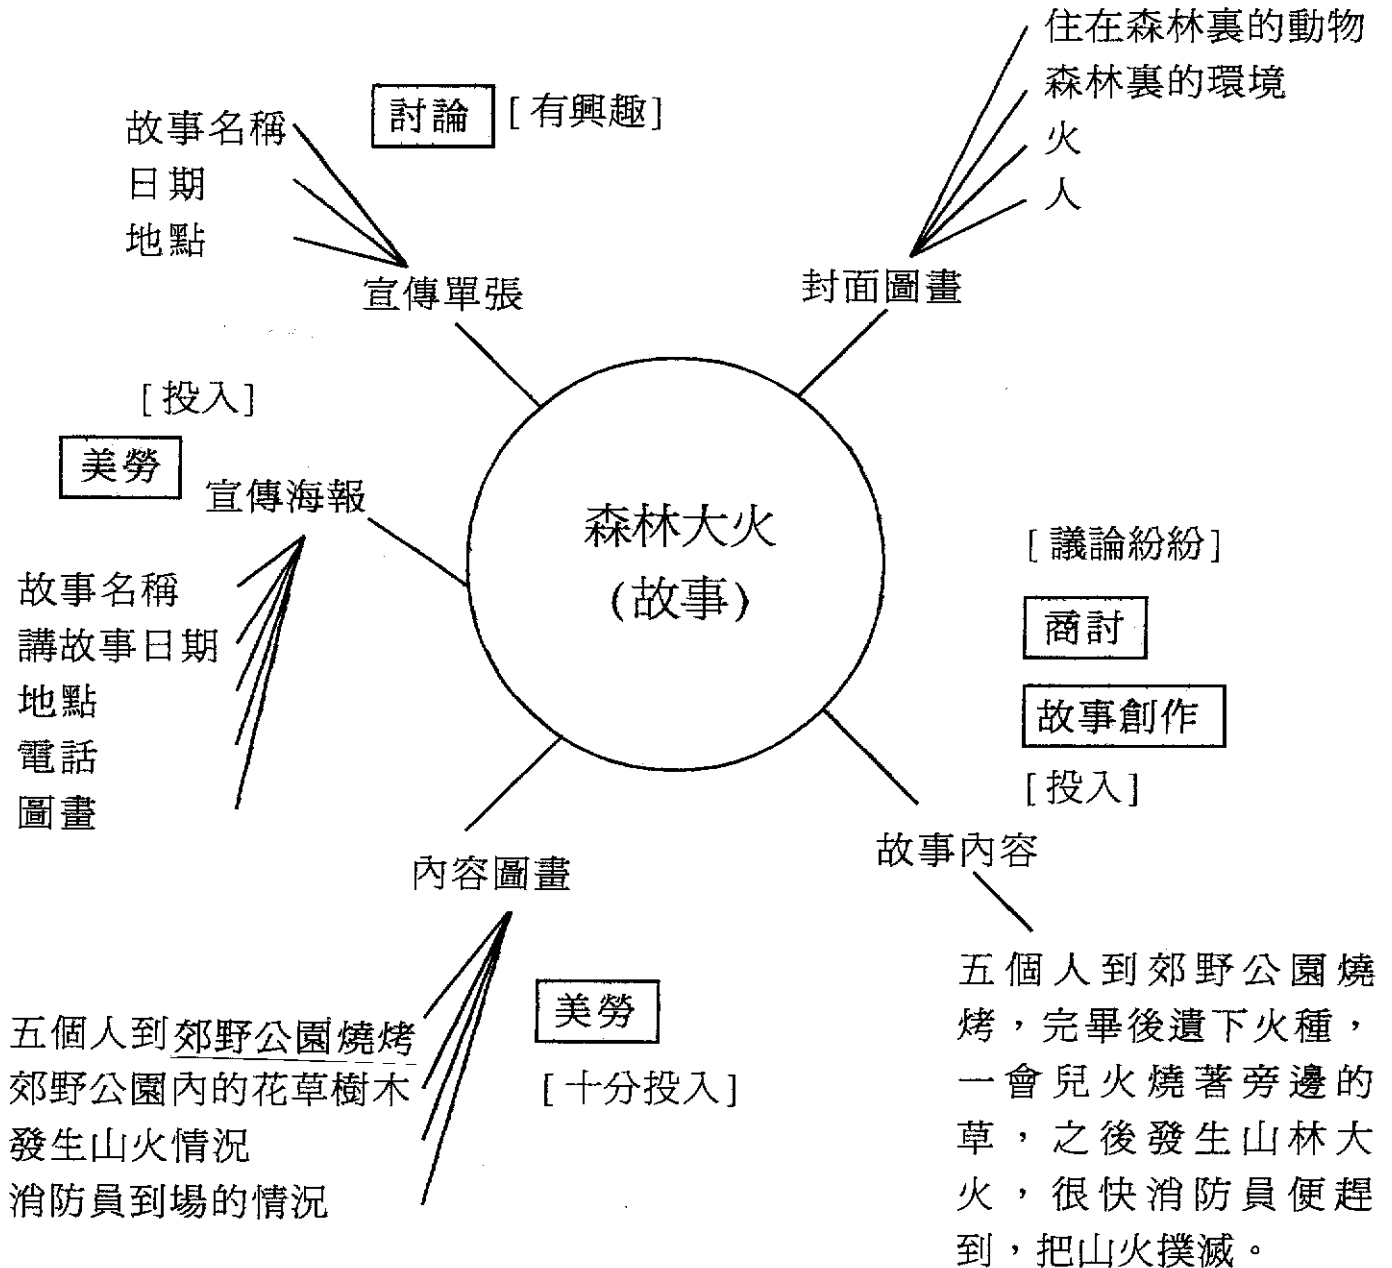 住在森林裏的動物
森林裏的環境
火
人
封面圖畫
討論 [有興趣]
故事名稱
日期
地點
宣傳單張
[投入]
美勞
宣傳海報
故事名稱
講故事日期
地點
電話
圖畫
森林大火
(故事)
[議論紛紛]
商討
故事創作
[投入]
故事內容
五個人到郊野公園燒
烤，完畢後遺下火種，
一會兒火燒著旁邊的
草，之後發生山林大
火，很快消防員便趕
到，把山火撲滅。
內容圖畫
美勞
[十分投入]
五個人到郊野公園燒烤
郊野公園內的花草樹木
發生山火情況
消防員到場的情況